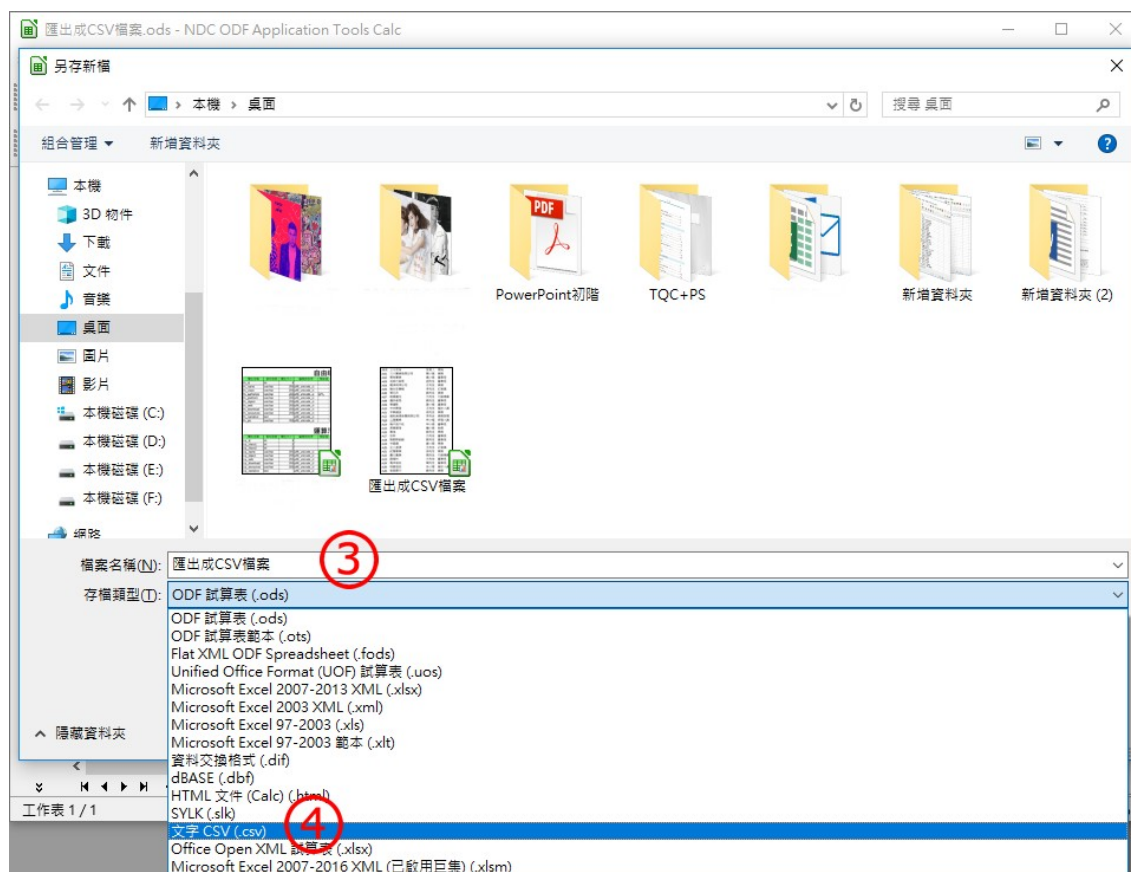 匯出成CSV檔案.ods - NDC ODF Application Tools Calc
另存新檔
本機 › 桌面
搜尋 桌面
組合管理
新增資料夾
本機
3D 物件
下載
文件
音樂
桌面
圖片
影片
本機磁碟 (C:)
本機磁碟 (D:)
本機磁碟 (E:)
本機磁碟 (F:)
網路
PDF
PowerPoint初階
TQC+PS
新增資料夾
新增資料夾 (2)
匯出成CSV檔案
檔案名稱(N): 匯出成CSV檔案
③
存檔類型(T): ODF 試算表 (.ods)
ODF 試算表 (.ods)
ODF 試算表範本 (.ots)
Flat XML ODF Spreadsheet (.fods)
Unified Office Format (UOF) 試算表 (.uos)
Microsoft Excel 2007-2013 XML (.xlsx)
Microsoft Excel 2003 XML (.xml)
Microsoft Excel 97-2003 (.xls)
Microsoft Excel 97-2003 範本 (.xlt)
資料交換格式 (.dif)
dBASE (.dbf)
HTML 文件 (Calc) (.html)
SYLK (.slk)
文字 CSV (.csv)
④
Office Open XML 試算表 (.xlsx)
Microsoft Excel 2007-2016 XML (已啟用巨集) (.xlsm)
隱藏資料夾
工作表 1 / 1